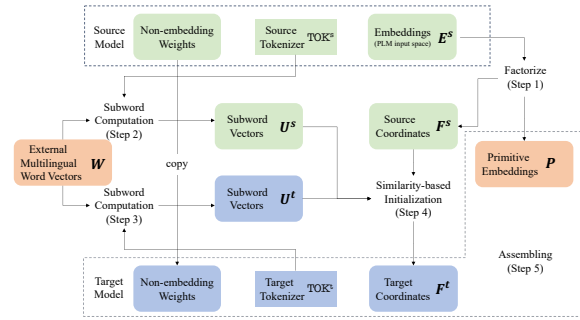 Source
Model
Non-embedding
Weights
Source
Tokenizer TOKˢ
Embeddings
(PLM input space)
Eˢ
Factorize
(Step 1)
Subword
Computation
(Step 2)
Subword
Vectors
Uˢ
Source
Coordinates
Fˢ
External
Multilingual
Word Vectors
W
copy
Primitive
Embeddings
P
Subword
Computation
(Step 3)
Subword
Vectors
Uᵗ
Similarity-based
Initialization
(Step 4)
Assembling
(Step 5)
Target
Model
Non-embedding
Weights
Target
Tokenizer TOKᵗ
Target
Coordinates
Fᵗ